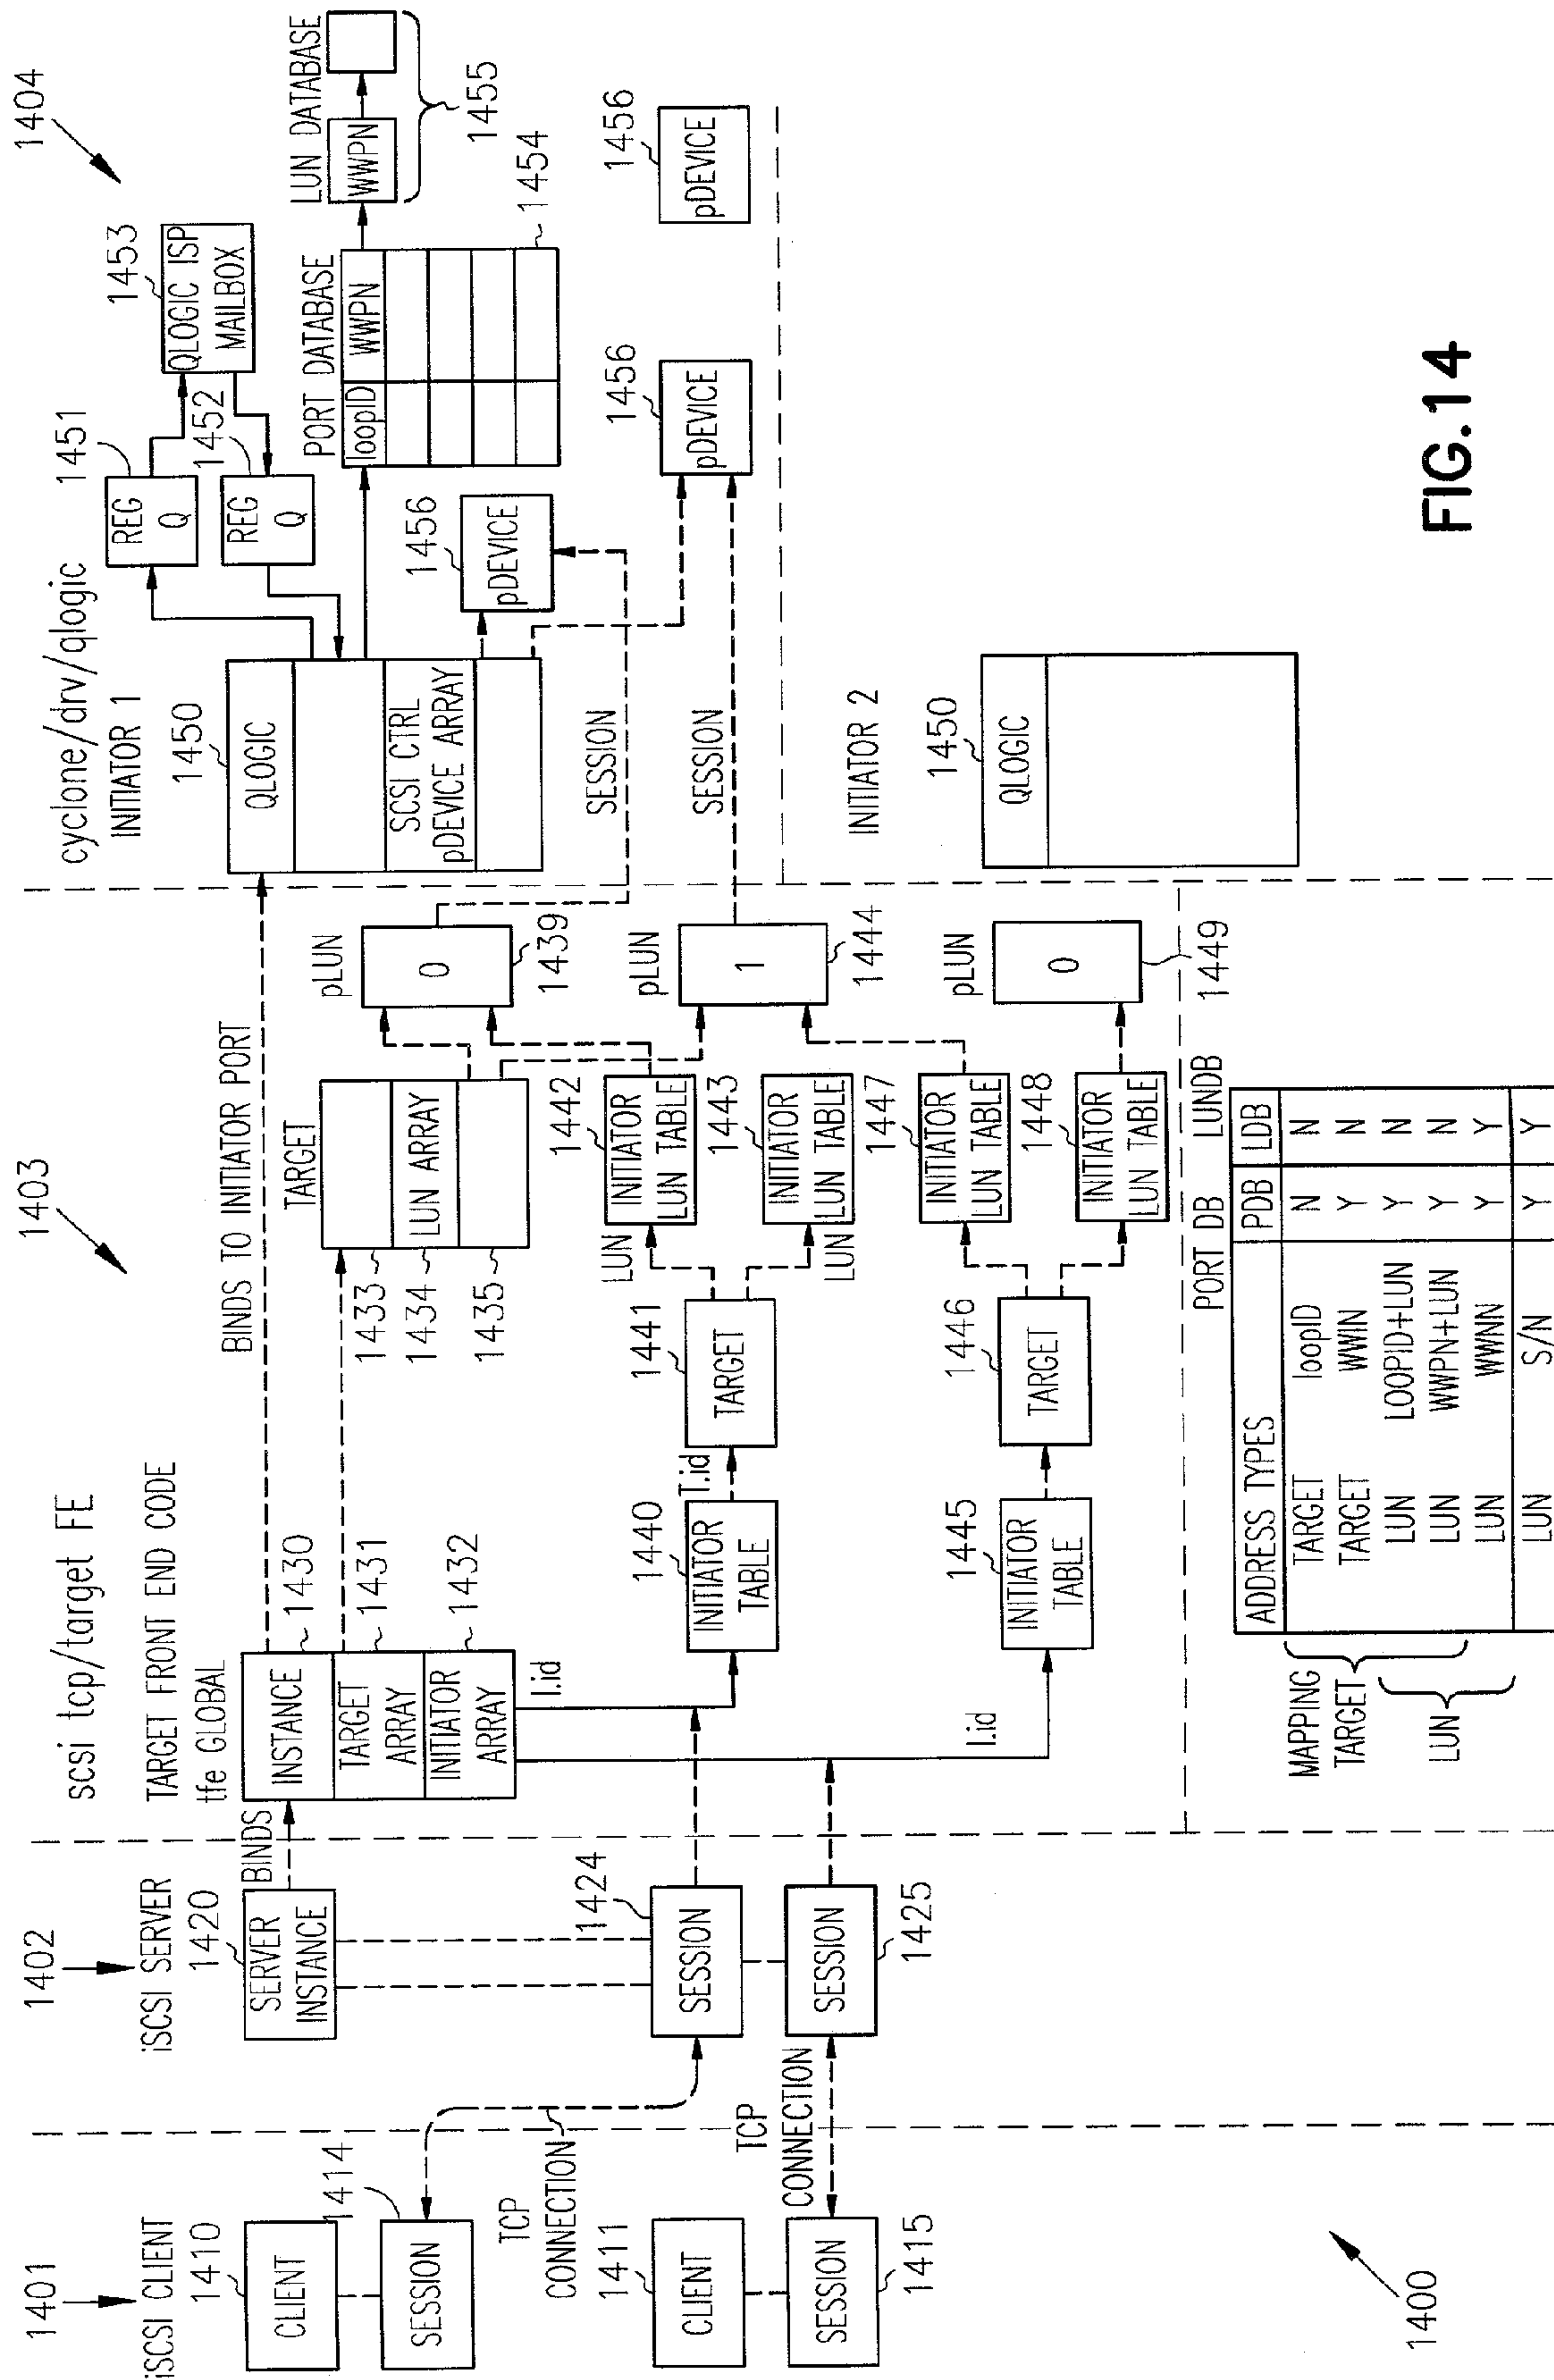 1401
iSCSI CLIENT
1410
CLIENT
1414
SESSION
TCP
CONNECTION
1411
CLIENT
SESSION
1415
TCP
CONNECTION
1400
1402
iSCSI SERVER
1420
SERVER
INSTANCE
BINDS
1424
SESSION
SESSION
1425
1403
scsi tcp/target FE
TARGET FRONT END CODE
tfe GLOBAL
INSTANCE
1430
TARGET
ARRAY
1431
INITIATOR
ARRAY
1432
I.id
I.id
BINDS TO INITIATOR PORT
TARGET
1433
LUN ARRAY
1434
1435
1440
INITIATOR
TABLE
T.id
1441
TARGET
LUN
LUN
1442
INITIATOR
LUN TABLE
1443
INITIATOR
LUN TABLE
1445
INITIATOR
TABLE
1446
TARGET
1447
INITIATOR
LUN TABLE
1448
INITIATOR
LUN TABLE
pLUN
0
1439
pLUN
1
1444
pLUN
0
1449
PORT DB LUNDB
ADDRESS TYPES PDB LDB
TARGET loopID N N
TARGET WWIN Y N
LUN LOOPID+LUN Y N
LUN WWPN+LUN Y N
LUN WWNN Y Y
LUN S/N Y Y
MAPPING
TARGET
LUN
1404
cyclone/drv/qlogic
INITIATOR 1
1450
QLOGIC
SCSI CTRL
pDEVICE ARRAY
REG
Q
1451
REG
Q
1452
1453
QLOGIC ISP
MAILBOX
PORT DATABASE
loopID WWPN
1454
LUN DATABASE
WWPN
1455
1456
pDEVICE
1456
pDEVICE
1456
pDEVICE
SESSION
SESSION
INITIATOR 2
1450
QLOGIC
FIG.14